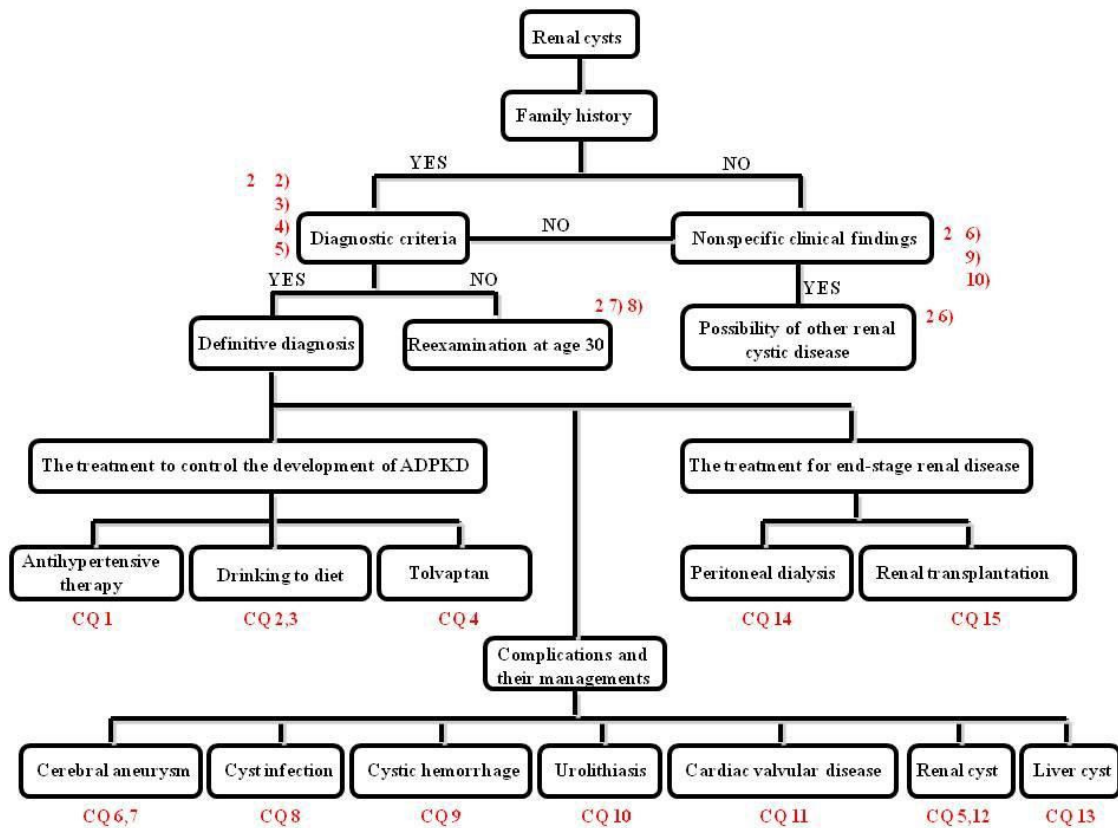 Renal cysts
Family history
YES
NO
2 2)
3)
4)
5)
Diagnostic criteria
NO
Nonspecific clinical findings
2 6)
9)
10)
YES
NO
YES
Definitive diagnosis
2 7) 8)
Reexamination at age 30
Possibility of other renal
cystic disease
2 6)
The treatment to control the development of ADPKD
The treatment for end-stage renal disease
Antihypertensive
therapy
Drinking to diet
Tolvaptan
Peritoneal dialysis
Renal transplantation
CQ 1
CQ 2,3
CQ 4
CQ 14
CQ 15
Complications and
their managements
Cerebral aneurysm
Cyst infection
Cystic hemorrhage
Urolithiasis
Cardiac valvular disease
Renal cyst
Liver cyst
CQ 6,7
CQ 8
CQ 9
CQ 10
CQ 11
CQ 5,12
CQ 13